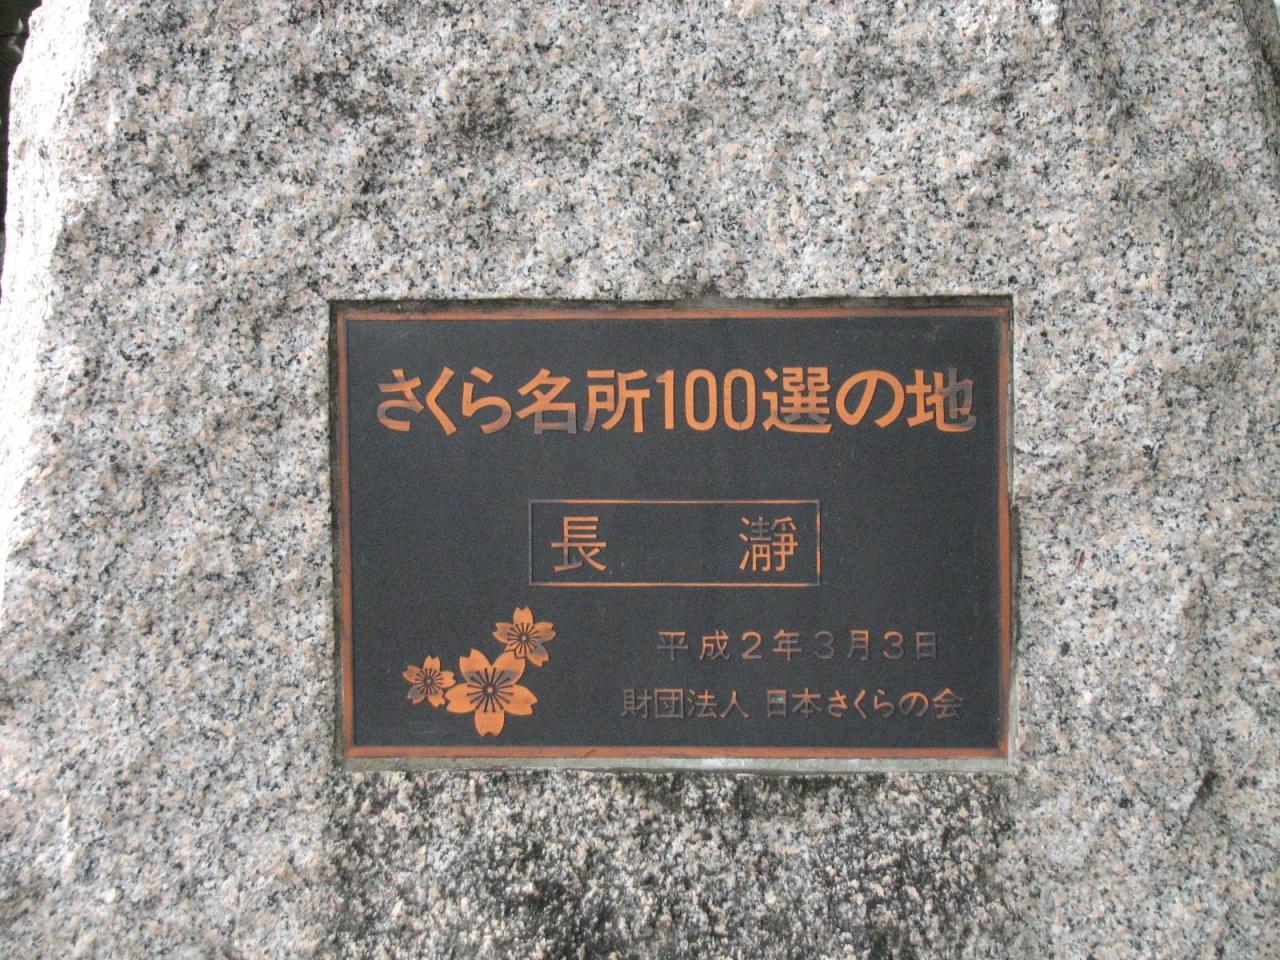 さくら名所100選の地
長瀞
平成2年3月3日
財団法人 日本さくらの会